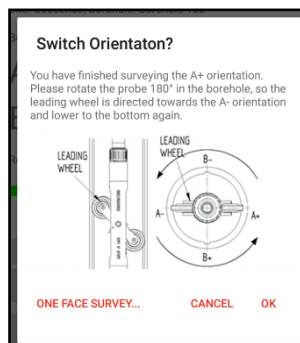 Switch Orientaton?
You have finished surveying the A+ orientation.
Please rotate the probe 180° in the borehole, so the
leading wheel is directed towards the A- orientation
and lower to the bottom again.
LEADING
WHEEL
LEADING
WHEEL
B-
A-
A+
B+
ONE FACE SURVEY...
CANCEL
OK